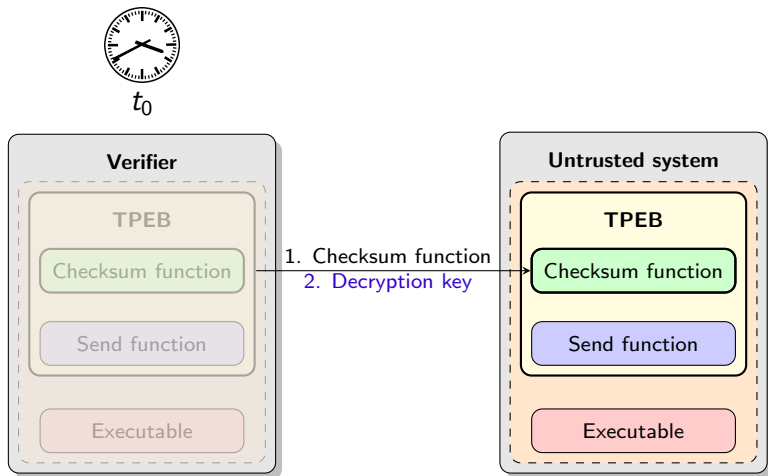 t0
Verifier
TPEB
Checksum function
Send function
Executable
1. Checksum function
2. Decryption key
Untrusted system
TPEB
Checksum function
Send function
Executable